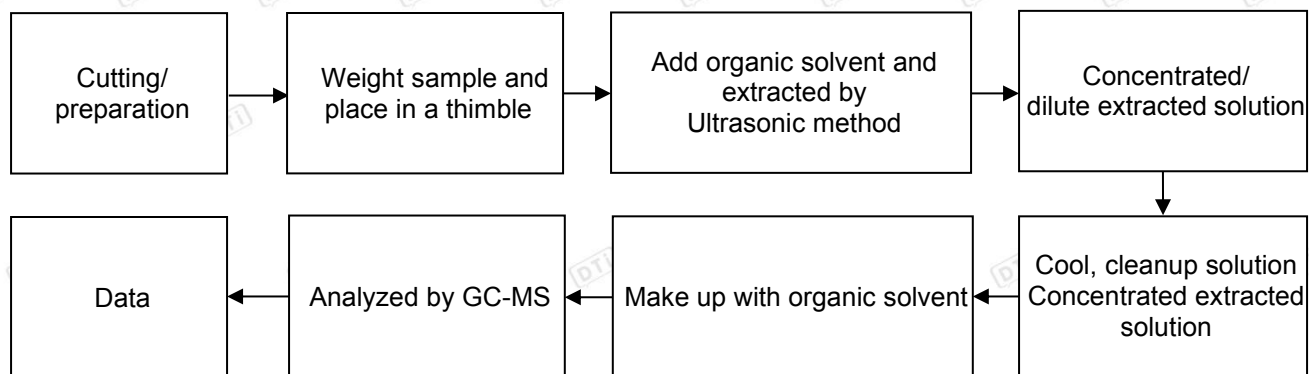 Cutting/
preparation
Weight sample and
place in a thimble
Add organic solvent and
extracted by
Ultrasonic method
Concentrated/
dilute extracted solution
Cool, cleanup solution
Concentrated extracted
solution
Make up with organic solvent
Analyzed by GC-MS
Data